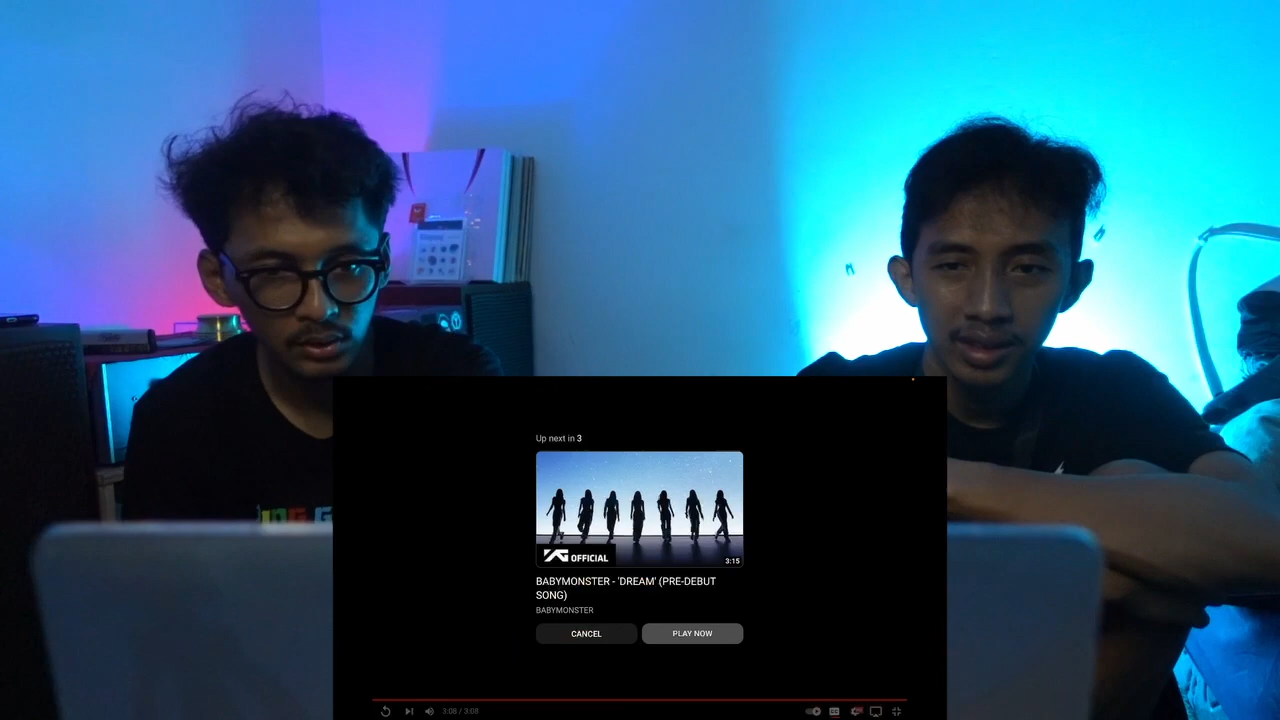 Up next in 3
YG OFFICIAL
3:15
BABYMONSTER - 'DREAM' (PRE-DEBUT
SONG)
BABYMONSTER
CANCEL
PLAY NOW
3:08 / 3:08